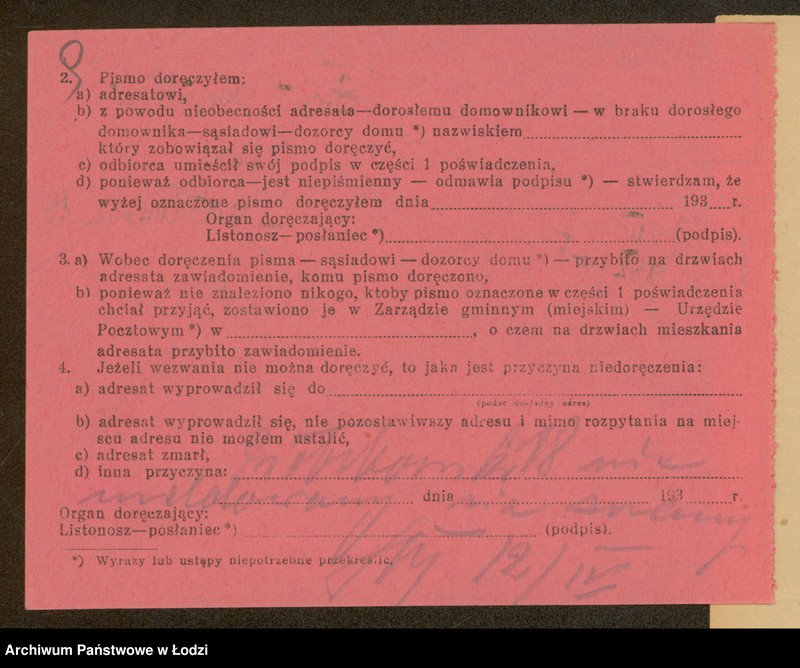 2. Pismo doręczyłem:
a) adresatowi,
b) z powodu nieobecności adresata—dorosłemu domownikowi — w braku dorosłego
domownika—sąsiadowi—dozorcy domu *) nazwiskiem
który zobowiązał się pismo doręczyć,
c) odbiorca umieścił swój podpis w części 1 poświadczenia,
d) ponieważ odbiorca—jest niepiśmienny — odmawia podpisu *) — stwierdzam, że
wyżej oznaczone pismo doręczyłem dnia 193 r.
Organ doręczający:
Listonosz—posłaniec *) (podpis).
3. a) Wobec doręczenia pisma — sąsiadowi — dozorcy domu *) — przybito na drzwiach
adresata zawiadomienie, komu pismo doręczono,
b) ponieważ nie znaleziono nikogo, ktoby pismo oznaczone w części 1 poświadczenia
chciał przyjąć, zostawiono je w Zarządzie gminnym (miejskim) — Urzędzie
Pocztowym *) w , o czem na drzwiach mieszkania
adresata przybito zawiadomienie.
4. Jeżeli wezwania nie można doręczyć, to jaka jest przyczyna niedoręczenia:
a) adresat wyprowadził się do
(podać dokładny adres)
b) adresat wyprowadził się, nie pozostawiwszy adresu i mimo rozpytania na miej-
scu adresu nie mogłem ustalić,
c) adresat zmarł,
d) inna przyczyna: 18 nie
dnia 193 r.
nie znany
Organ doręczający:
Listonosz—posłaniec *) (podpis).
12/IV
*) Wyrazy lub ustępy niepotrzebne przekreślić.
Archiwum Państwowe w Łodzi